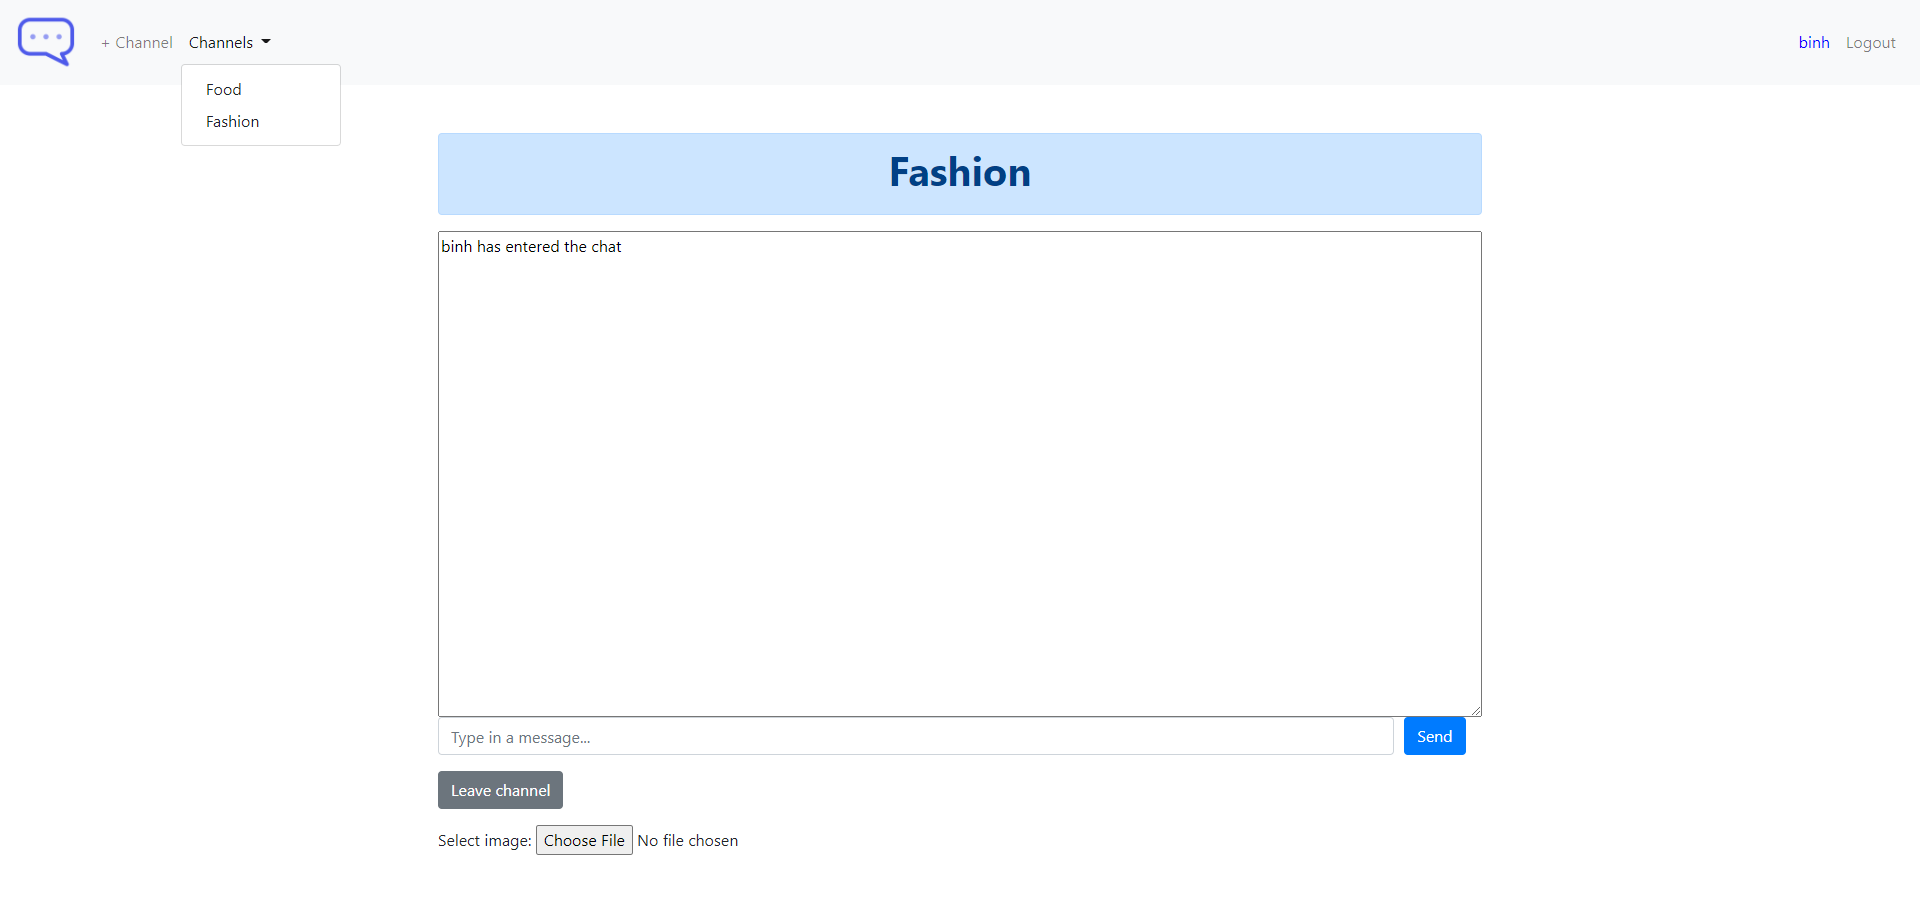 + Channel Channels binh Logout
Food
Fashion
Fashion
binh has entered the chat
Type in a message... Send
Leave channel
Select image: Choose File No file chosen